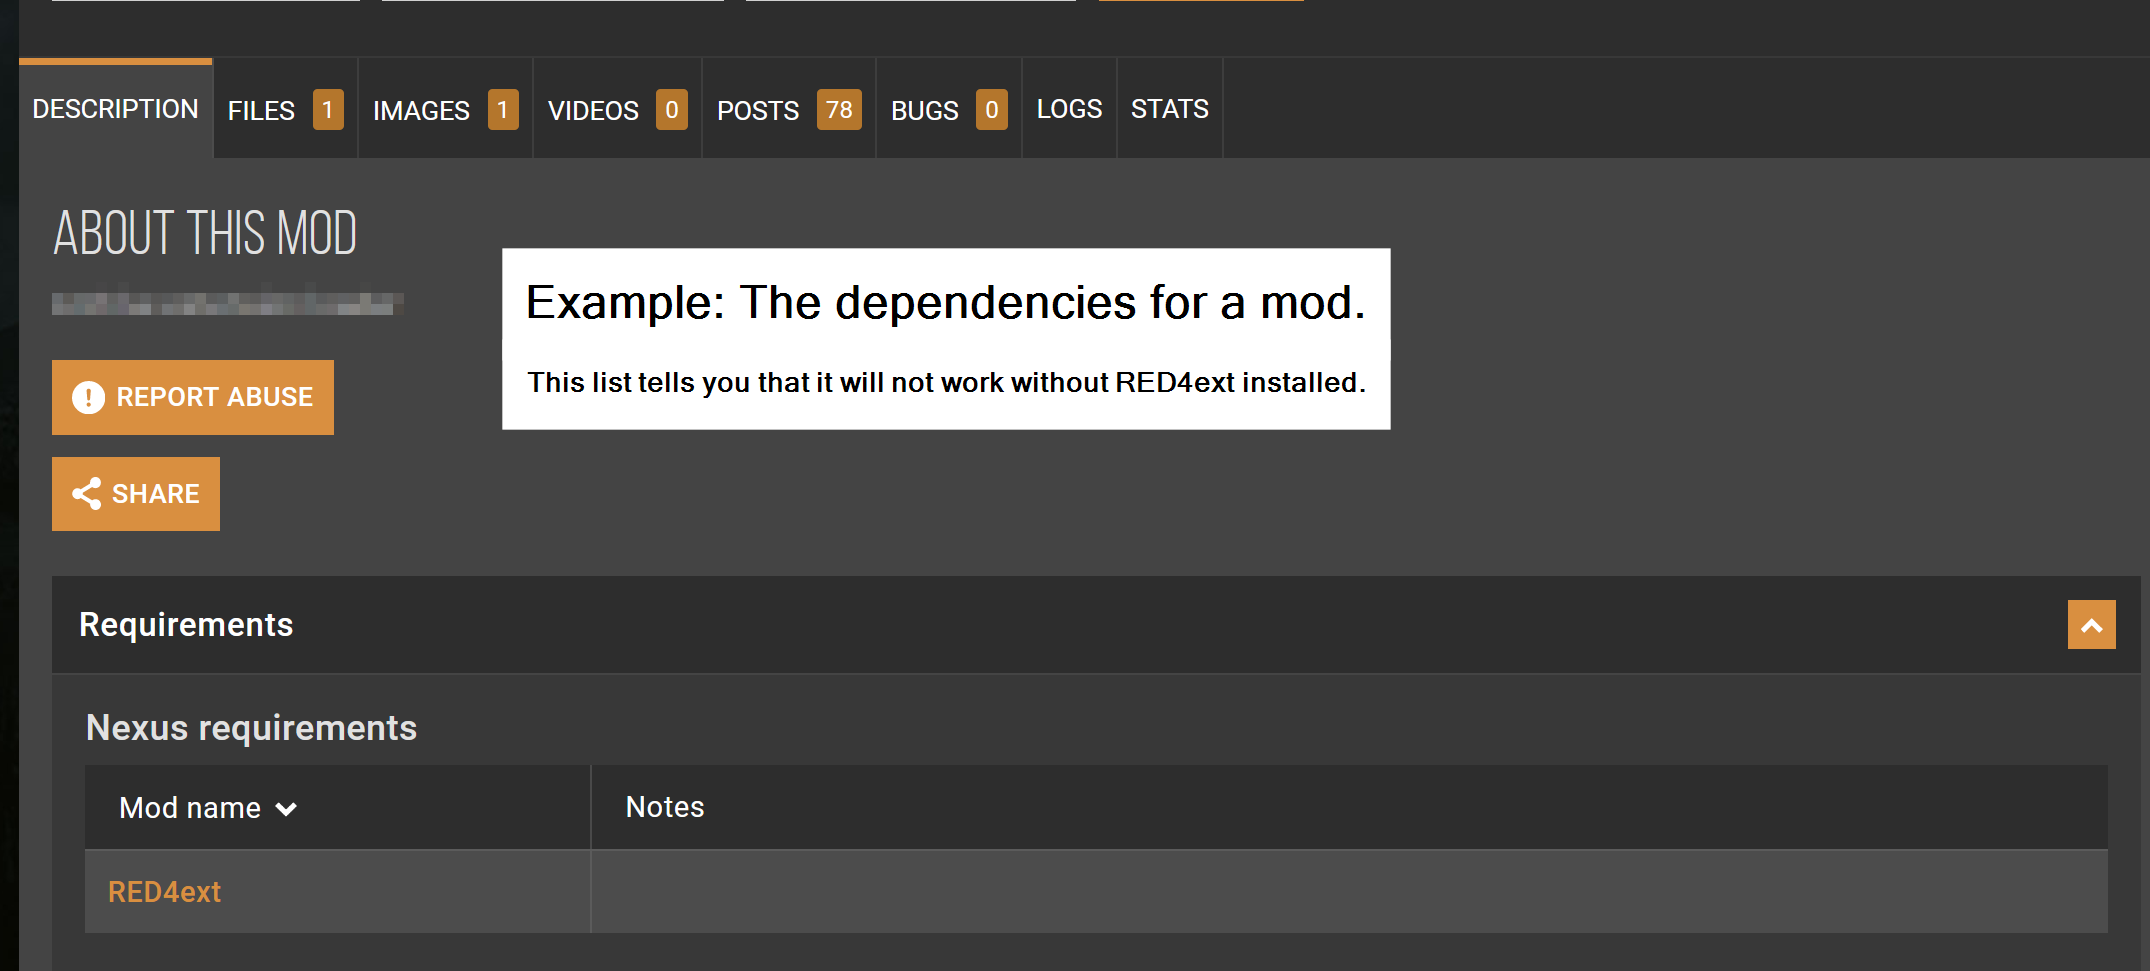 DESCRIPTION FILES 1 IMAGES 1 VIDEOS 0 POSTS 78 BUGS 0 LOGS STATS
ABOUT THIS MOD
Example: The dependencies for a mod.
This list tells you that it will not work without RED4ext installed.
REPORT ABUSE
SHARE
Requirements
Nexus requirements
Mod name Notes
RED4ext